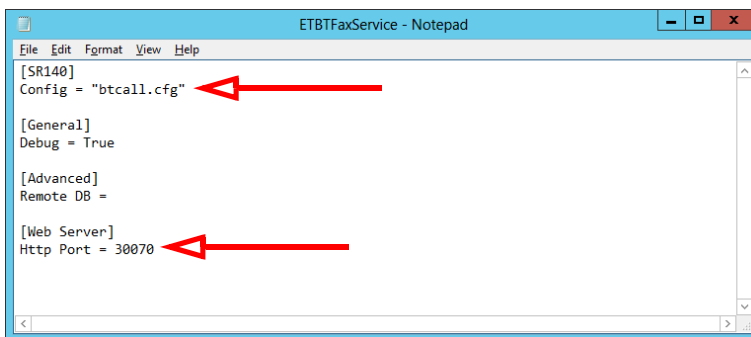 ETBTFaxService - Notepad
File Edit Format View Help
[SR140]
Config = "btcall.cfg"
[General]
Debug = True
[Advanced]
Remote DB =
[Web Server]
Http Port = 30070